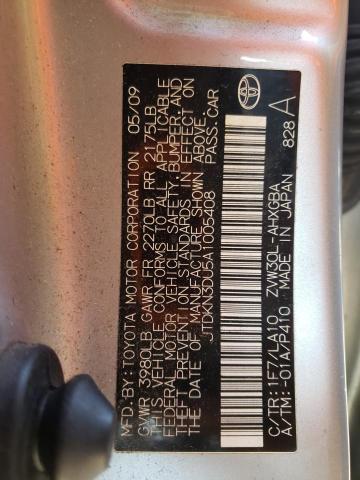 MFD.BY:TOYOTA MOTOR CORPORATION 05/09
GVWR 3980LB GAWR FR 2270LB RR 2175LB
THIS VEHICLE CONFORMS TO ALL APPLICABLE
FEDERAL MOTOR VEHICLE SAFETY, BUMPER, AND
THEFT PREVENTION STANDARDS IN EFFECT ON
THE DATE OF MANUFACTURE SHOWN ABOVE.
JTDKN3DU5A1005408 PASS.CAR
C/TR:1F7/LA10 ZVW30L-AHXGBA
A/TM:-01A/P410 MADE IN JAPAN 828 A
TOYOTA